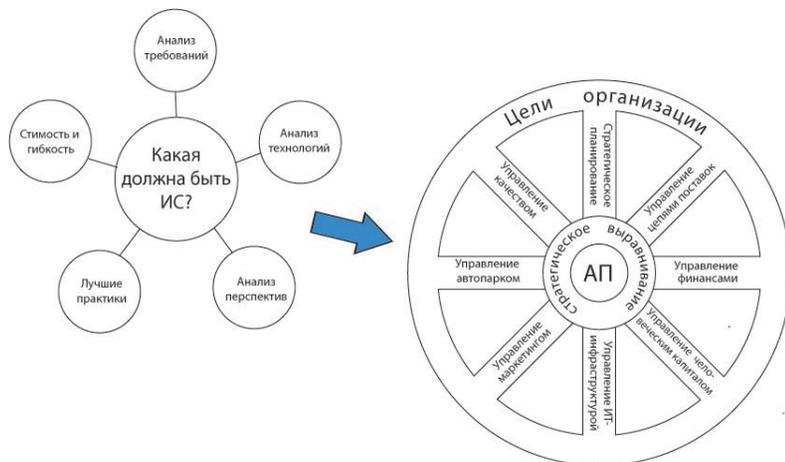 Анализ
требований
Стимость и
гибкость
Анализ
технологий
Какая
должна быть
ИС?
Лучшие
практики
Анализ
перспектив
Цели организации
Стратегическое
планирование
Управление
качеством
Управление
цепями поставок
стратегическое выравнивание
АП
Управление
автопарком
Управление
финансами
Управление
маркетингом
Управление ИТ-
инфраструктурой
Управление чело-
веческим капиталом